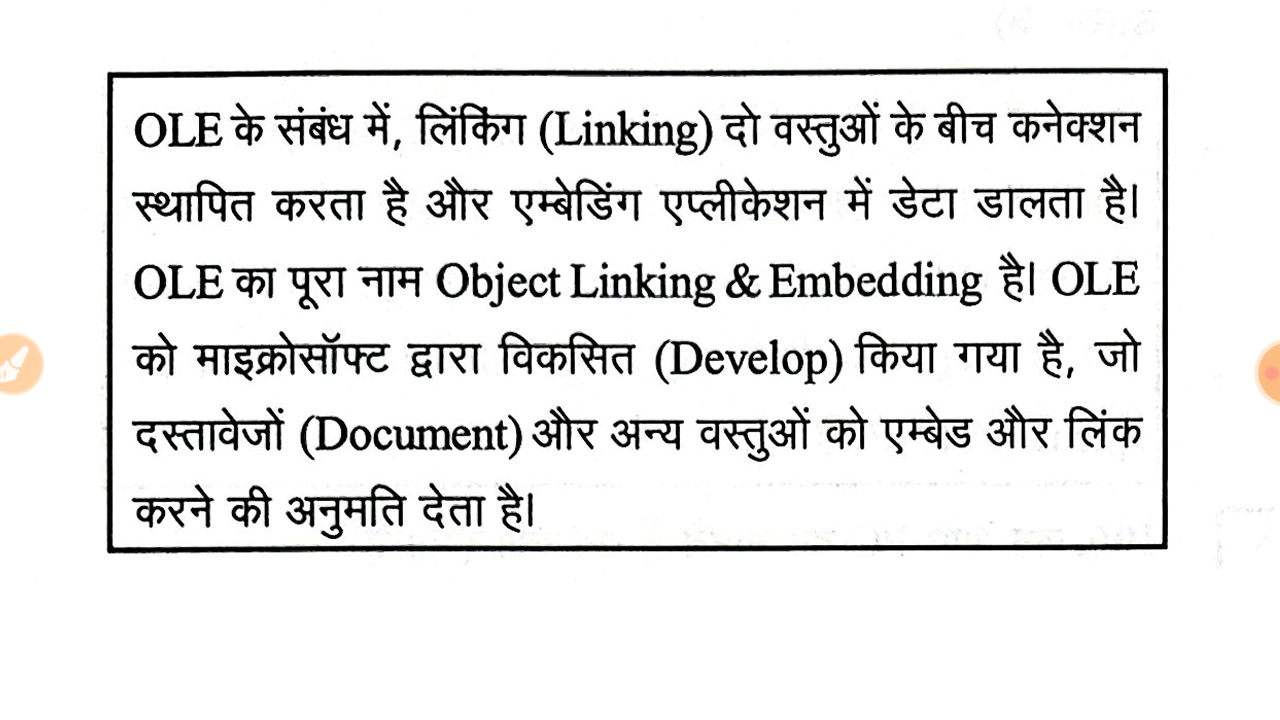 OLE के संबंध में, लिंकिंग (Linking) दो वस्तुओं के बीच कनेक्शन
स्थापित करता है और एम्बेडिंग एप्लीकेशन में डेटा डालता है।
OLE का पूरा नाम Object Linking & Embedding है। OLE
को माइक्रोसॉफ्ट द्वारा विकसित (Develop) किया गया है, जो
दस्तावेजों (Document) और अन्य वस्तुओं को एम्बेड और लिंक
करने की अनुमति देता है।